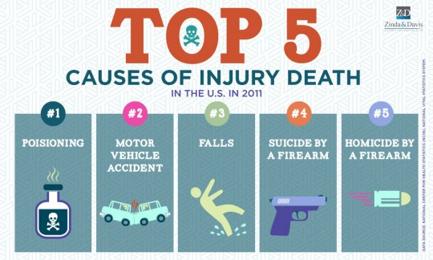 TOP 5
Z&D
Zinda&Davis
CAUSES OF INJURY DEATH
IN THE U.S. IN 2011
#1
POISIONING
#2
MOTOR
VEHICLE
ACCIDENT
#3
FALLS
#4
SUICIDE BY
A FIREARM
#5
HOMICIDE BY
A FIREARM
DATA SOURCE: NATIONAL CENTER FOR HEALTH STATISTICS (NCHS), NATIONAL VITAL STATISTICS SYSTEM